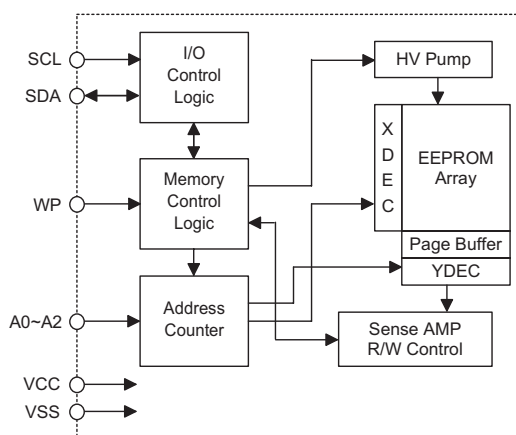 SCL
SDA
WP
A0~A2
VCC
VSS
I/O
Control
Logic
Memory
Control
Logic
Address
Counter
HV Pump
X
D
E
C
EEPROM
Array
Page Buffer
YDEC
Sense AMP
R/W Control